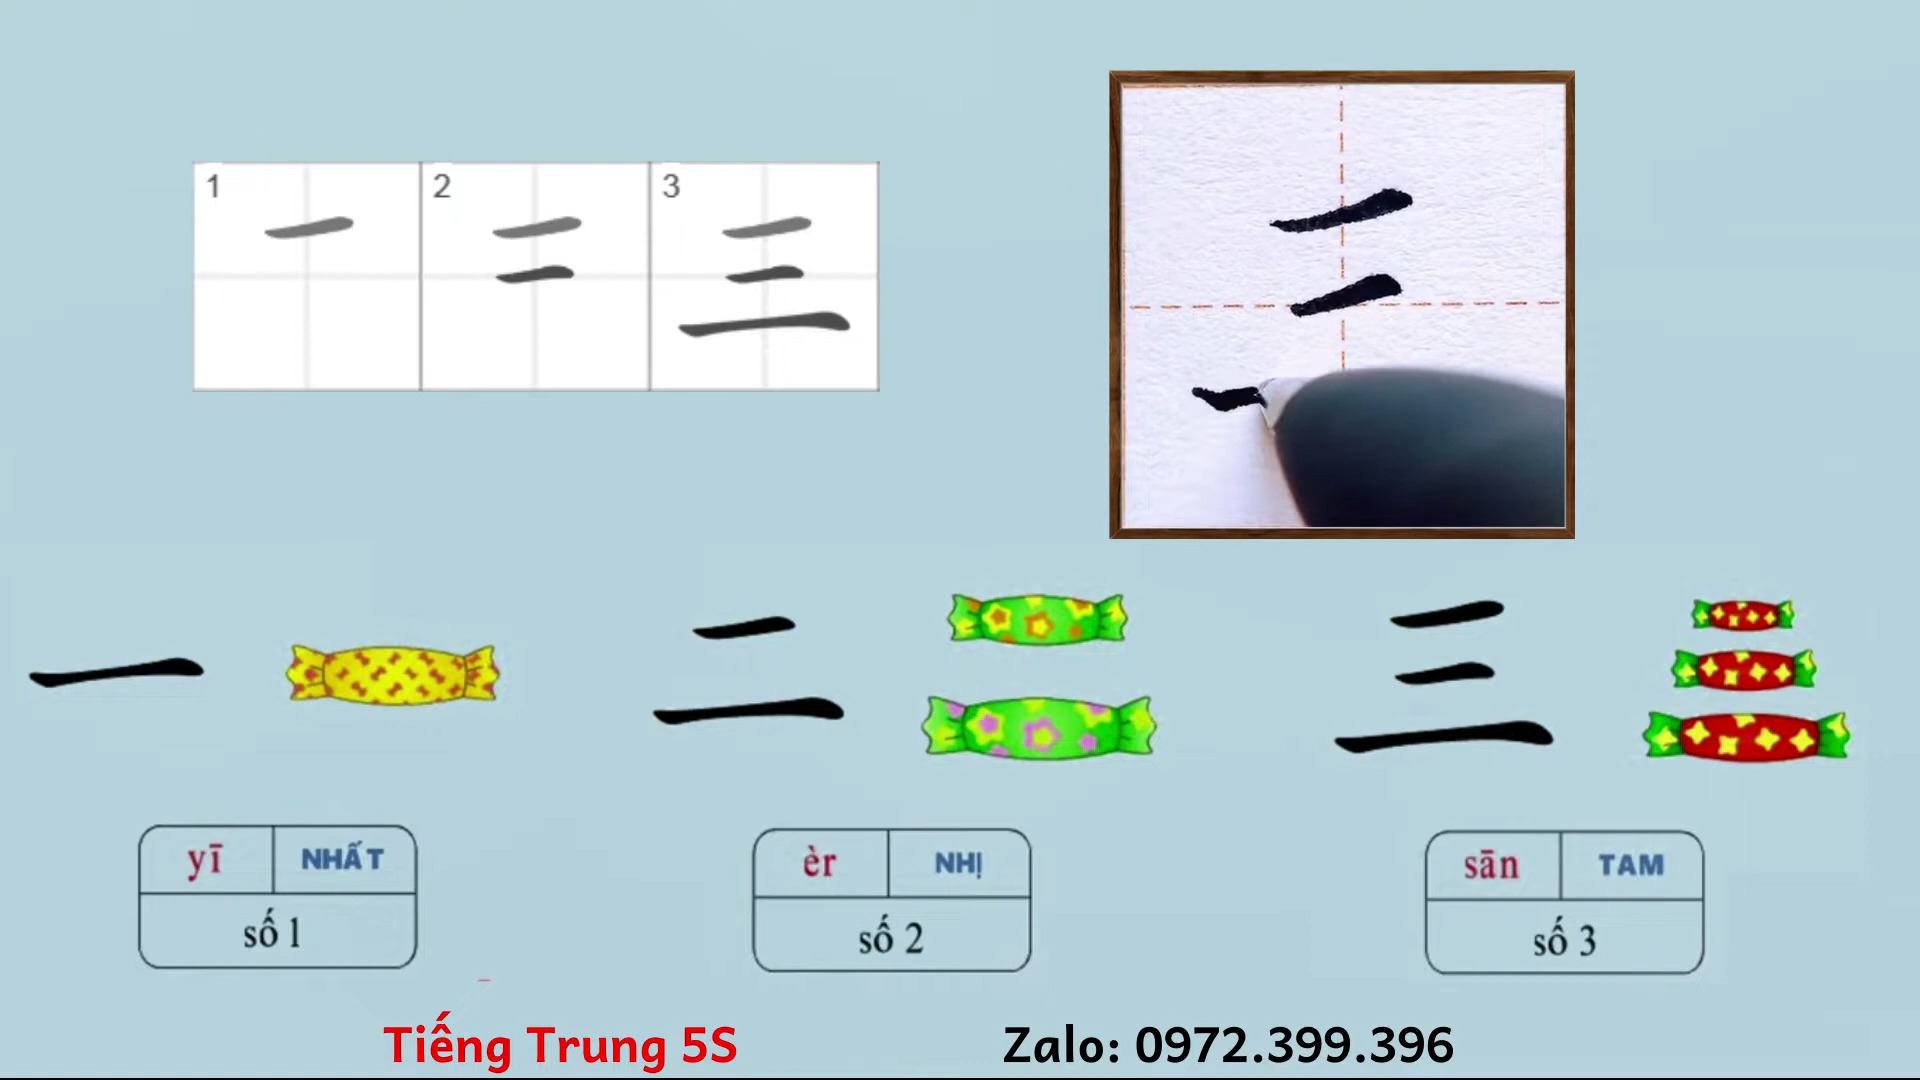 1 2 3
一 二 三
三
一 二 三
yī NHẤT
số 1
èr NHỊ
số 2
sān TAM
số 3
Tiếng Trung 5S Zalo: 0972.399.396